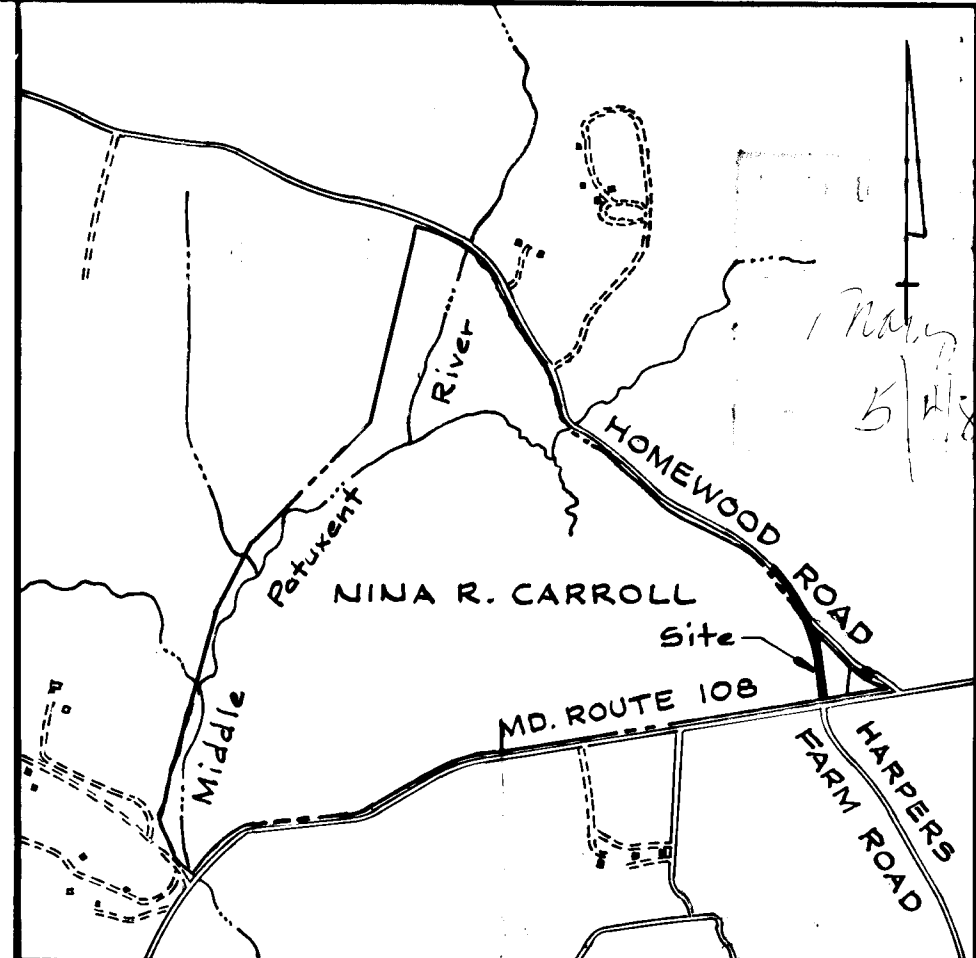 River
HOMEWOOD ROAD
Patuxent
NINA R. CARROLL
Site
MD. ROUTE 108
Middle
HARPERS
FARM ROAD